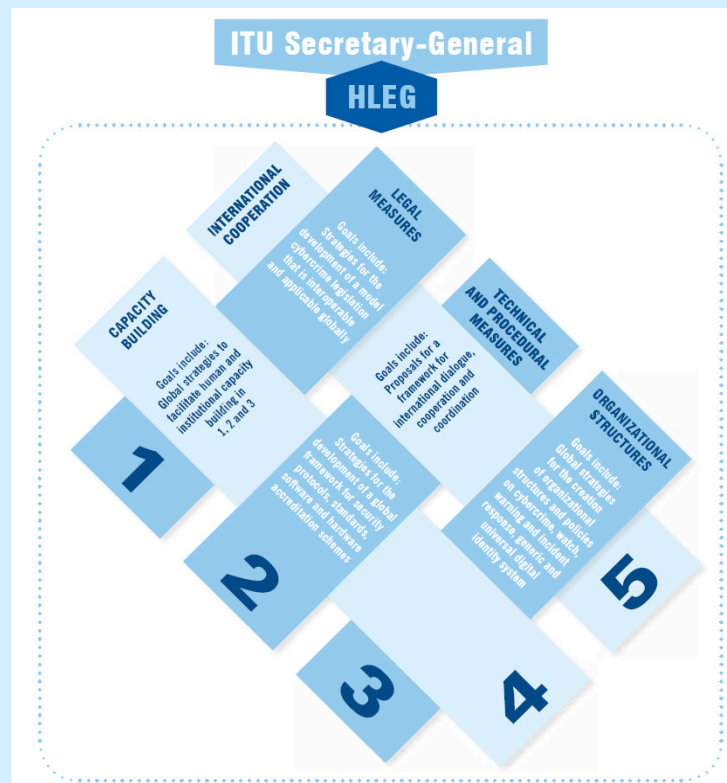 ITU Secretary-General
HLEG
LEGAL
MEASURES
Goals include:
Strategies for the
development of a model
cybercrime legislation
that is interoperable
and applicable globally
1
TECHNICAL
AND PROCEDURAL
MEASURES
Goals include:
Strategies for the
development of a global
framework for security
protocols, standards,
software and hardware
accreditation schemes
2
ORGANIZATIONAL
STRUCTURES
Goals include:
Global strategies
for the creation
of organizational
structures and policies
on cybercrime, watch,
warning and incident
response, generic and
universal digital
identity system
3
CAPACITY
BUILDING
Goals include:
Global strategies to
facilitate human and
institutional capacity
building in
1, 2 and 3
4
INTERNATIONAL
COOPERATION
Goals include:
Proposals for a
framework for
international dialogue,
cooperation and
coordination
5